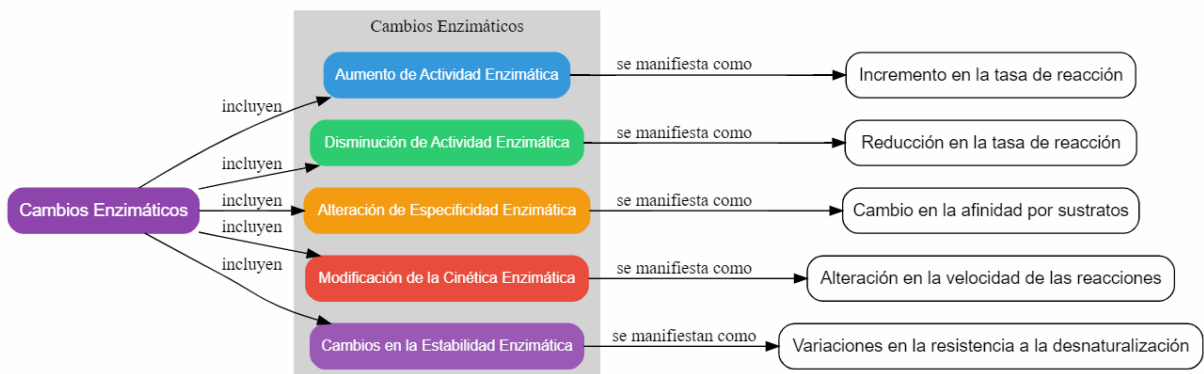 Cambios Enzimáticos
Aumento de Actividad Enzimática
se manifiesta como
Incremento en la tasa de reacción
incluyen
Disminución de Actividad Enzimática
se manifiesta como
Reducción en la tasa de reacción
incluyen
Cambios Enzimáticos
incluyen
Alteración de Especificidad Enzimática
se manifiesta como
Cambio en la afinidad por sustratos
incluyen
Modificación de la Cinética Enzimática
se manifiesta como
Alteración en la velocidad de las reacciones
incluyen
Cambios en la Estabilidad Enzimática
se manifiestan como
Variaciones en la resistencia a la desnaturalización